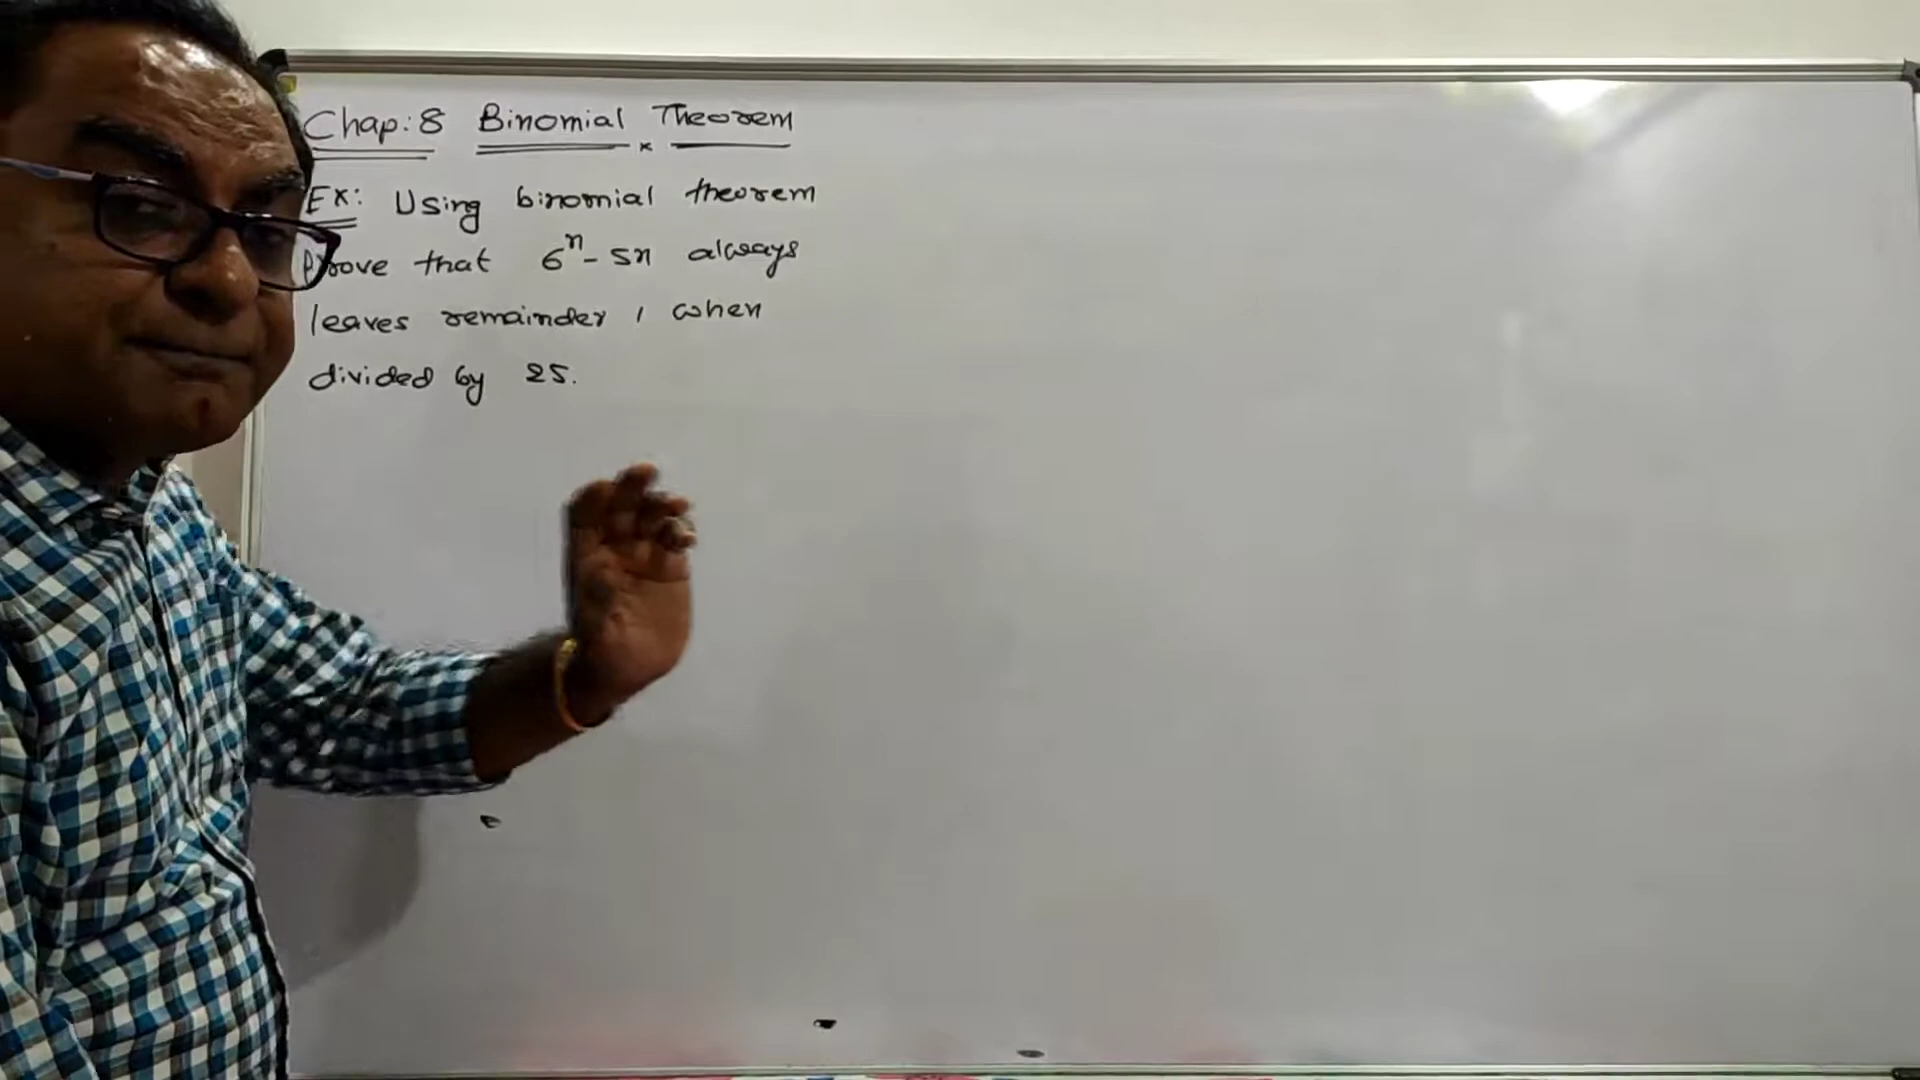 Chap:8 Binomial Theorem
Ex: Using binomial theorem
Prove that 6ⁿ - 5n always
leaves remainder 1 when
divided by 25.